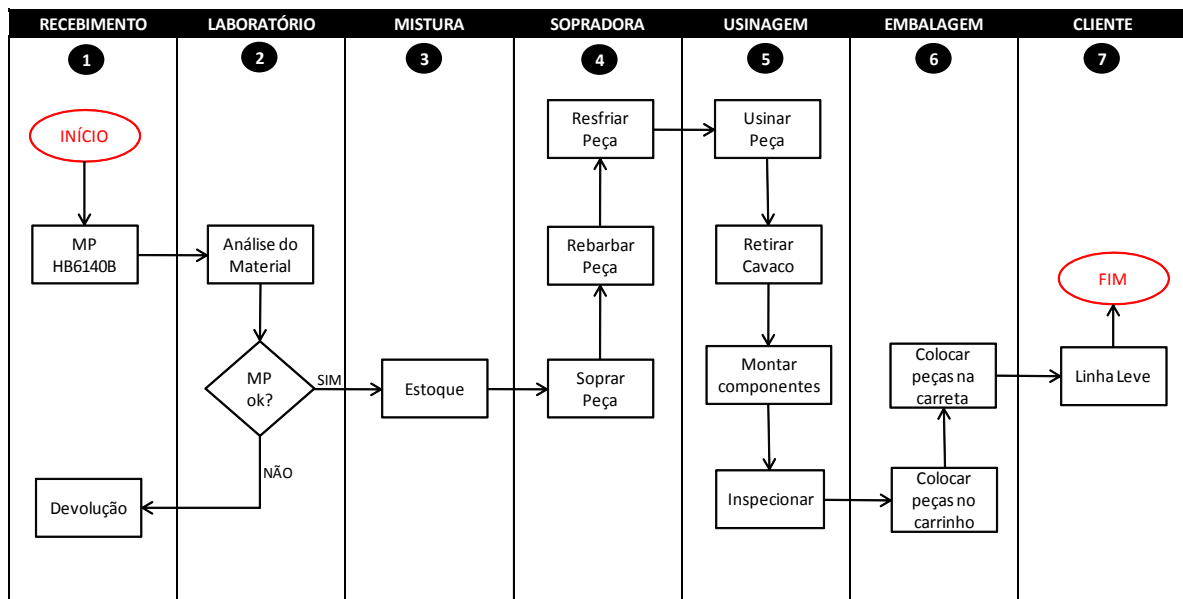 RECEBIMENTO
LABORATÓRIO
MISTURA
SOPRADORA
USINAGEM
EMBALAGEM
CLIENTE
1
2
3
4
5
6
7
INÍCIO
MP
HB6140B
Devolução
Análise do
Material
MP
ok?
SIM
NÃO
Estoque
Resfriar
Peça
Rebarbar
Peça
Soprar
Peça
Usinar
Peça
Retirar
Cavaco
Montar
componentes
Inspecionar
Colocar
peças na
carreta
Colocar
peças no
carrinho
FIM
Linha Leve